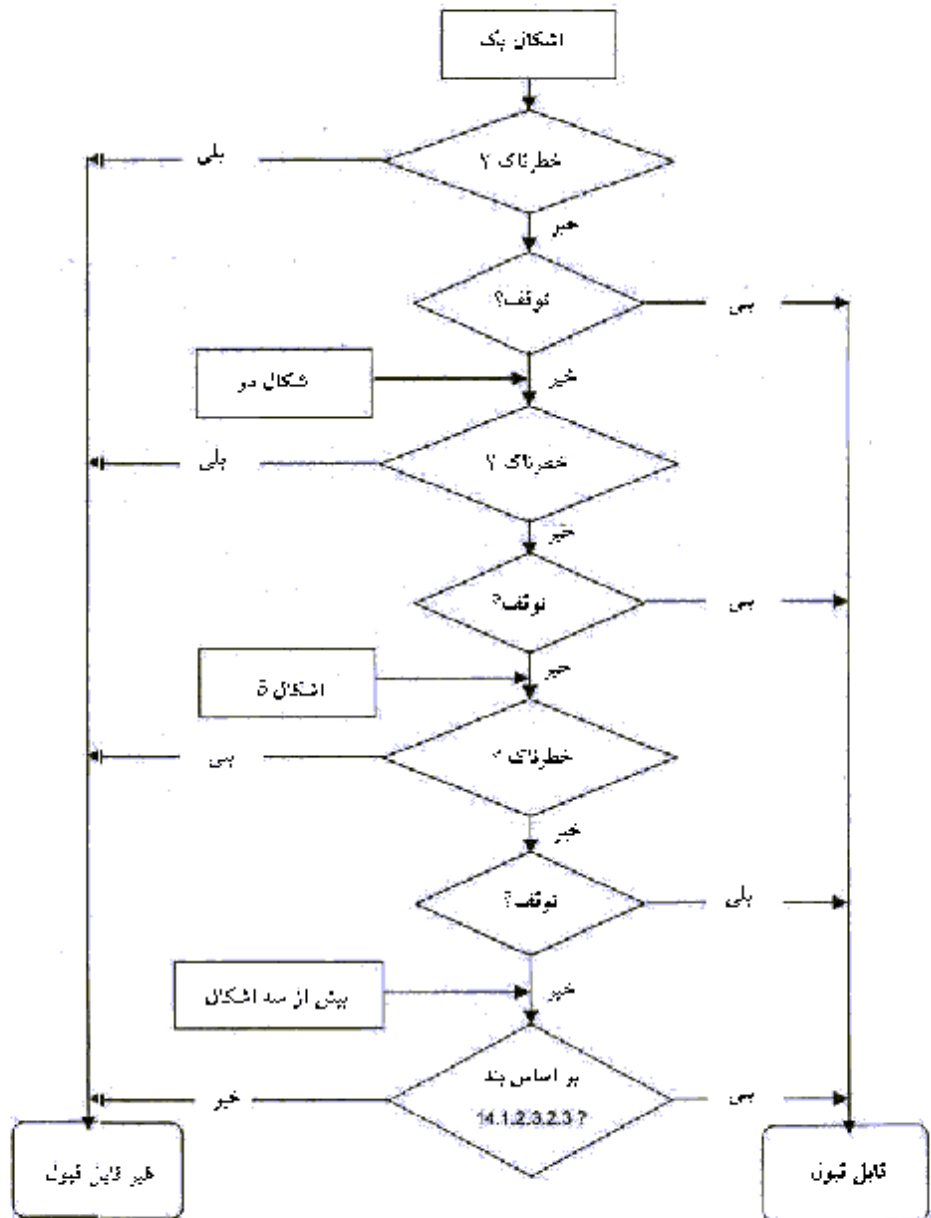 اشکال یک
خطرناک ؟
بلی
خیر
توقف؟
بلی
خیر
اشکال دو
خطرناک ؟
بلی
خیر
توقف؟
بلی
خیر
اشکال
خطرناک ؟
بلی
خیر
توقف؟
بلی
خیر
بیش از سه اشکال
بر اساس بند
14.1.2.3.2.3 ?
خیر
بلی
غیر قابل قبول
قابل قبول